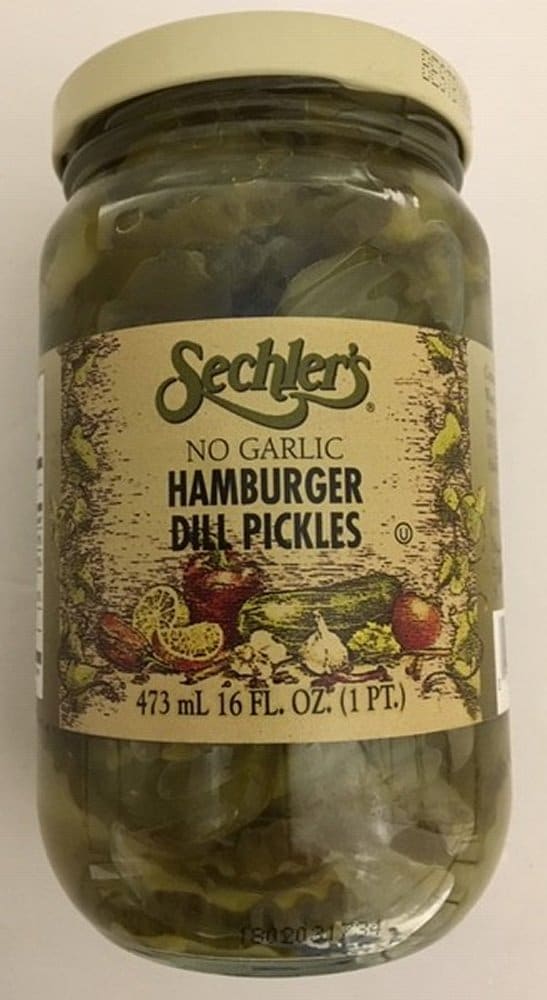 Sechler's®
NO GARLIC
HAMBURGER
DILL PICKLES
U
473 mL 16 FL. OZ. (1 PT.)